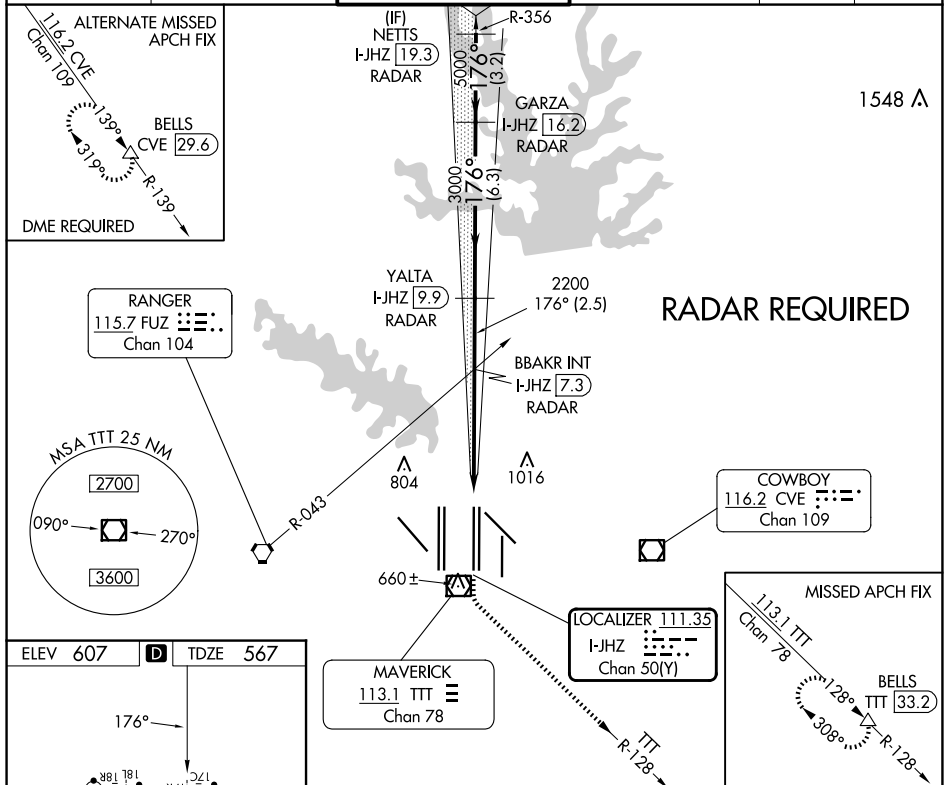 ALTERNATE MISSED
APCH FIX
116.2 CVE
Chan 109
139°
319°
BELLS
CVE 29.6
R-139
DME REQUIRED
(IF)
NETTS
I-JHZ 19.3
RADAR
R-356
5000
176°
(3.2)
GARZA
I-JHZ 16.2
RADAR
1548
3000
176°
(6.3)
YALTA
I-JHZ 9.9
RADAR
2200
176° (2.5)
RADAR REQUIRED
RANGER
115.7 FUZ
Chan 104
BBAKR INT
I-JHZ 7.3
RADAR
MSA TTT 25 NM
2700
090°
270°
3600
R-043
804
1016
COWBOY
116.2 CVE
Chan 109
660±
LOCALIZER 111.35
I-JHZ
Chan 50(Y)
MAVERICK
113.1 TTT
Chan 78
TTT
R-128
MISSED APCH FIX
113.1 TTT
Chan 78
128°
308°
BELLS
TTT 33.2
R-128
ELEV 607
D
TDZE 567
176°
18R
18L
17C